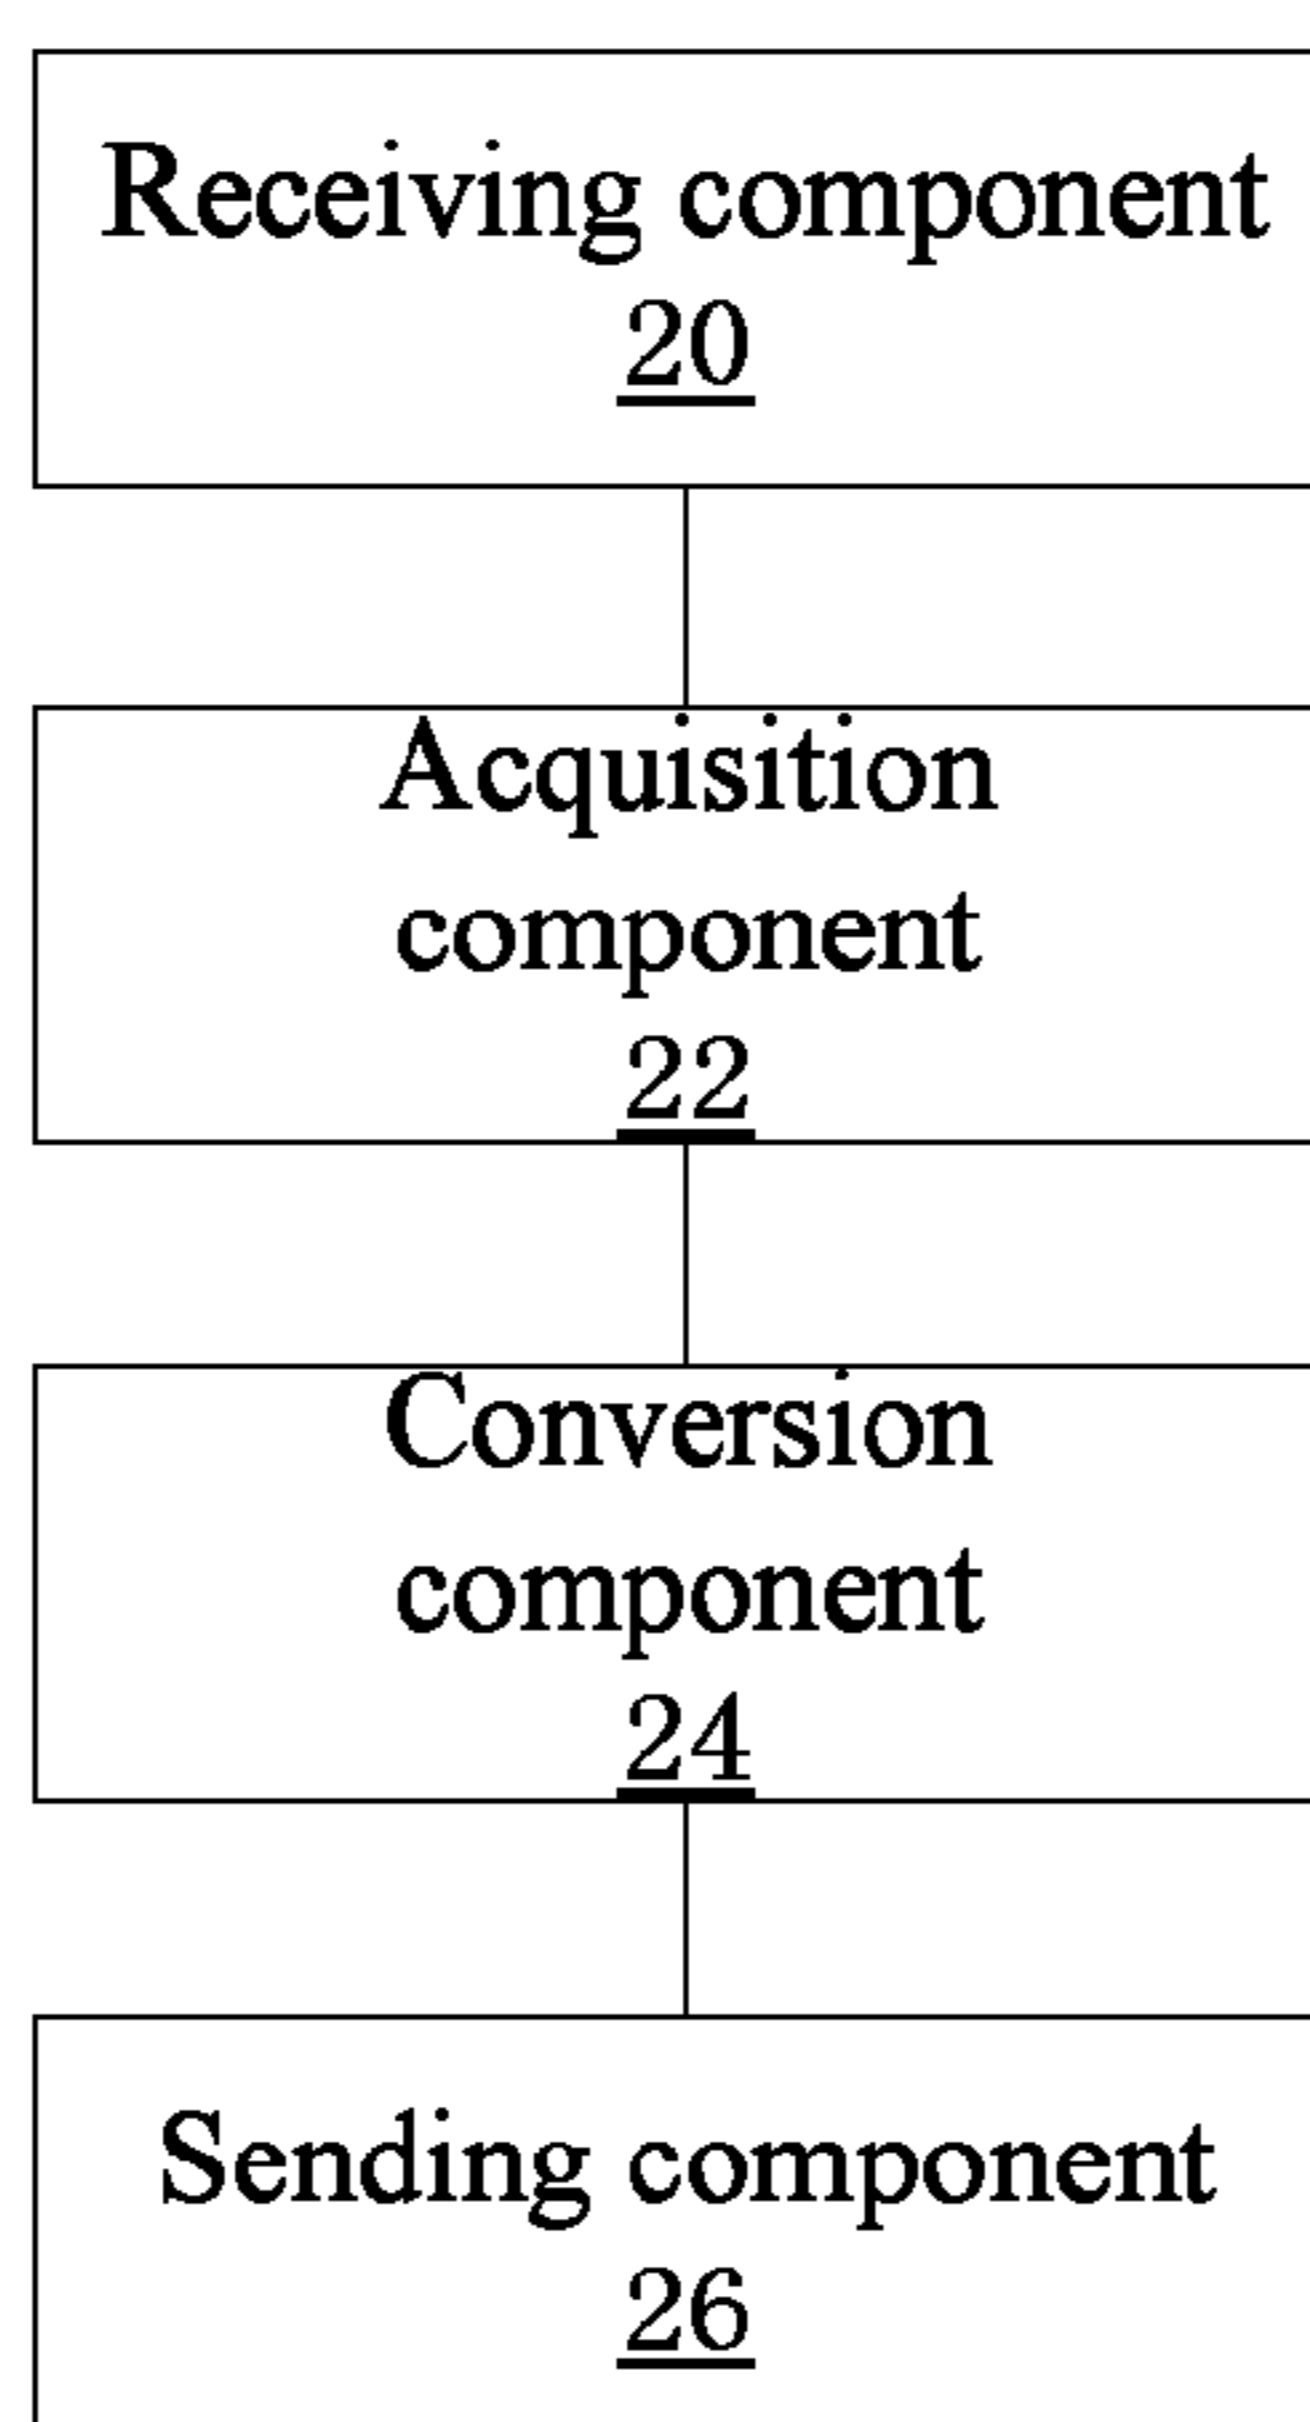 Receiving component
20
Acquisition
component
22
Conversion
component
24
Sending component
26